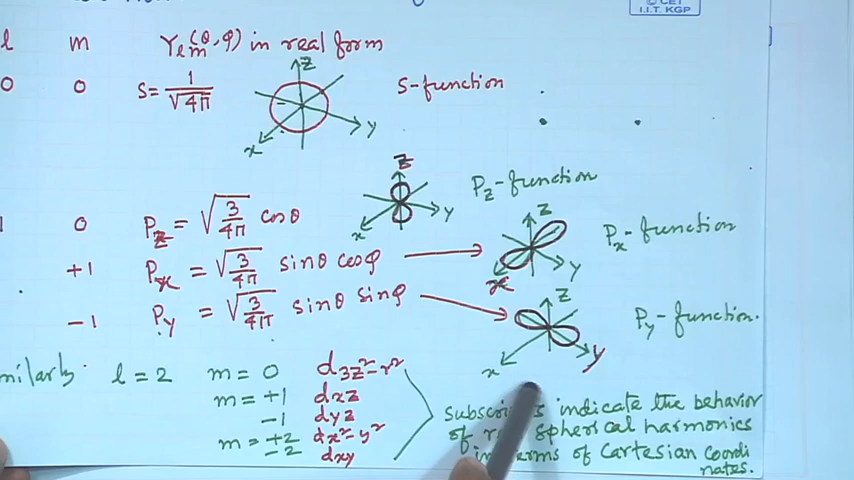 © CET
I.I.T. KGP
l m Yℓm(θ,φ) in real form
0 0 S = 1/√4π Z x y S-function
1 0 Pz = √3/4π cosθ Z x y Pz-function
+1 Px = √3/4π sinθ cosφ Z x y Px-function
-1 Py = √3/4π sinθ sinφ Z x y Py-function.
l = 2 m = 0 d3z²-r²
m = +1 dxz
-1 dyz
m = +2 dx²-y²
-2 dxy
indicate the behavior
of spherical harmonics
of Cartesian Coordi
nates.